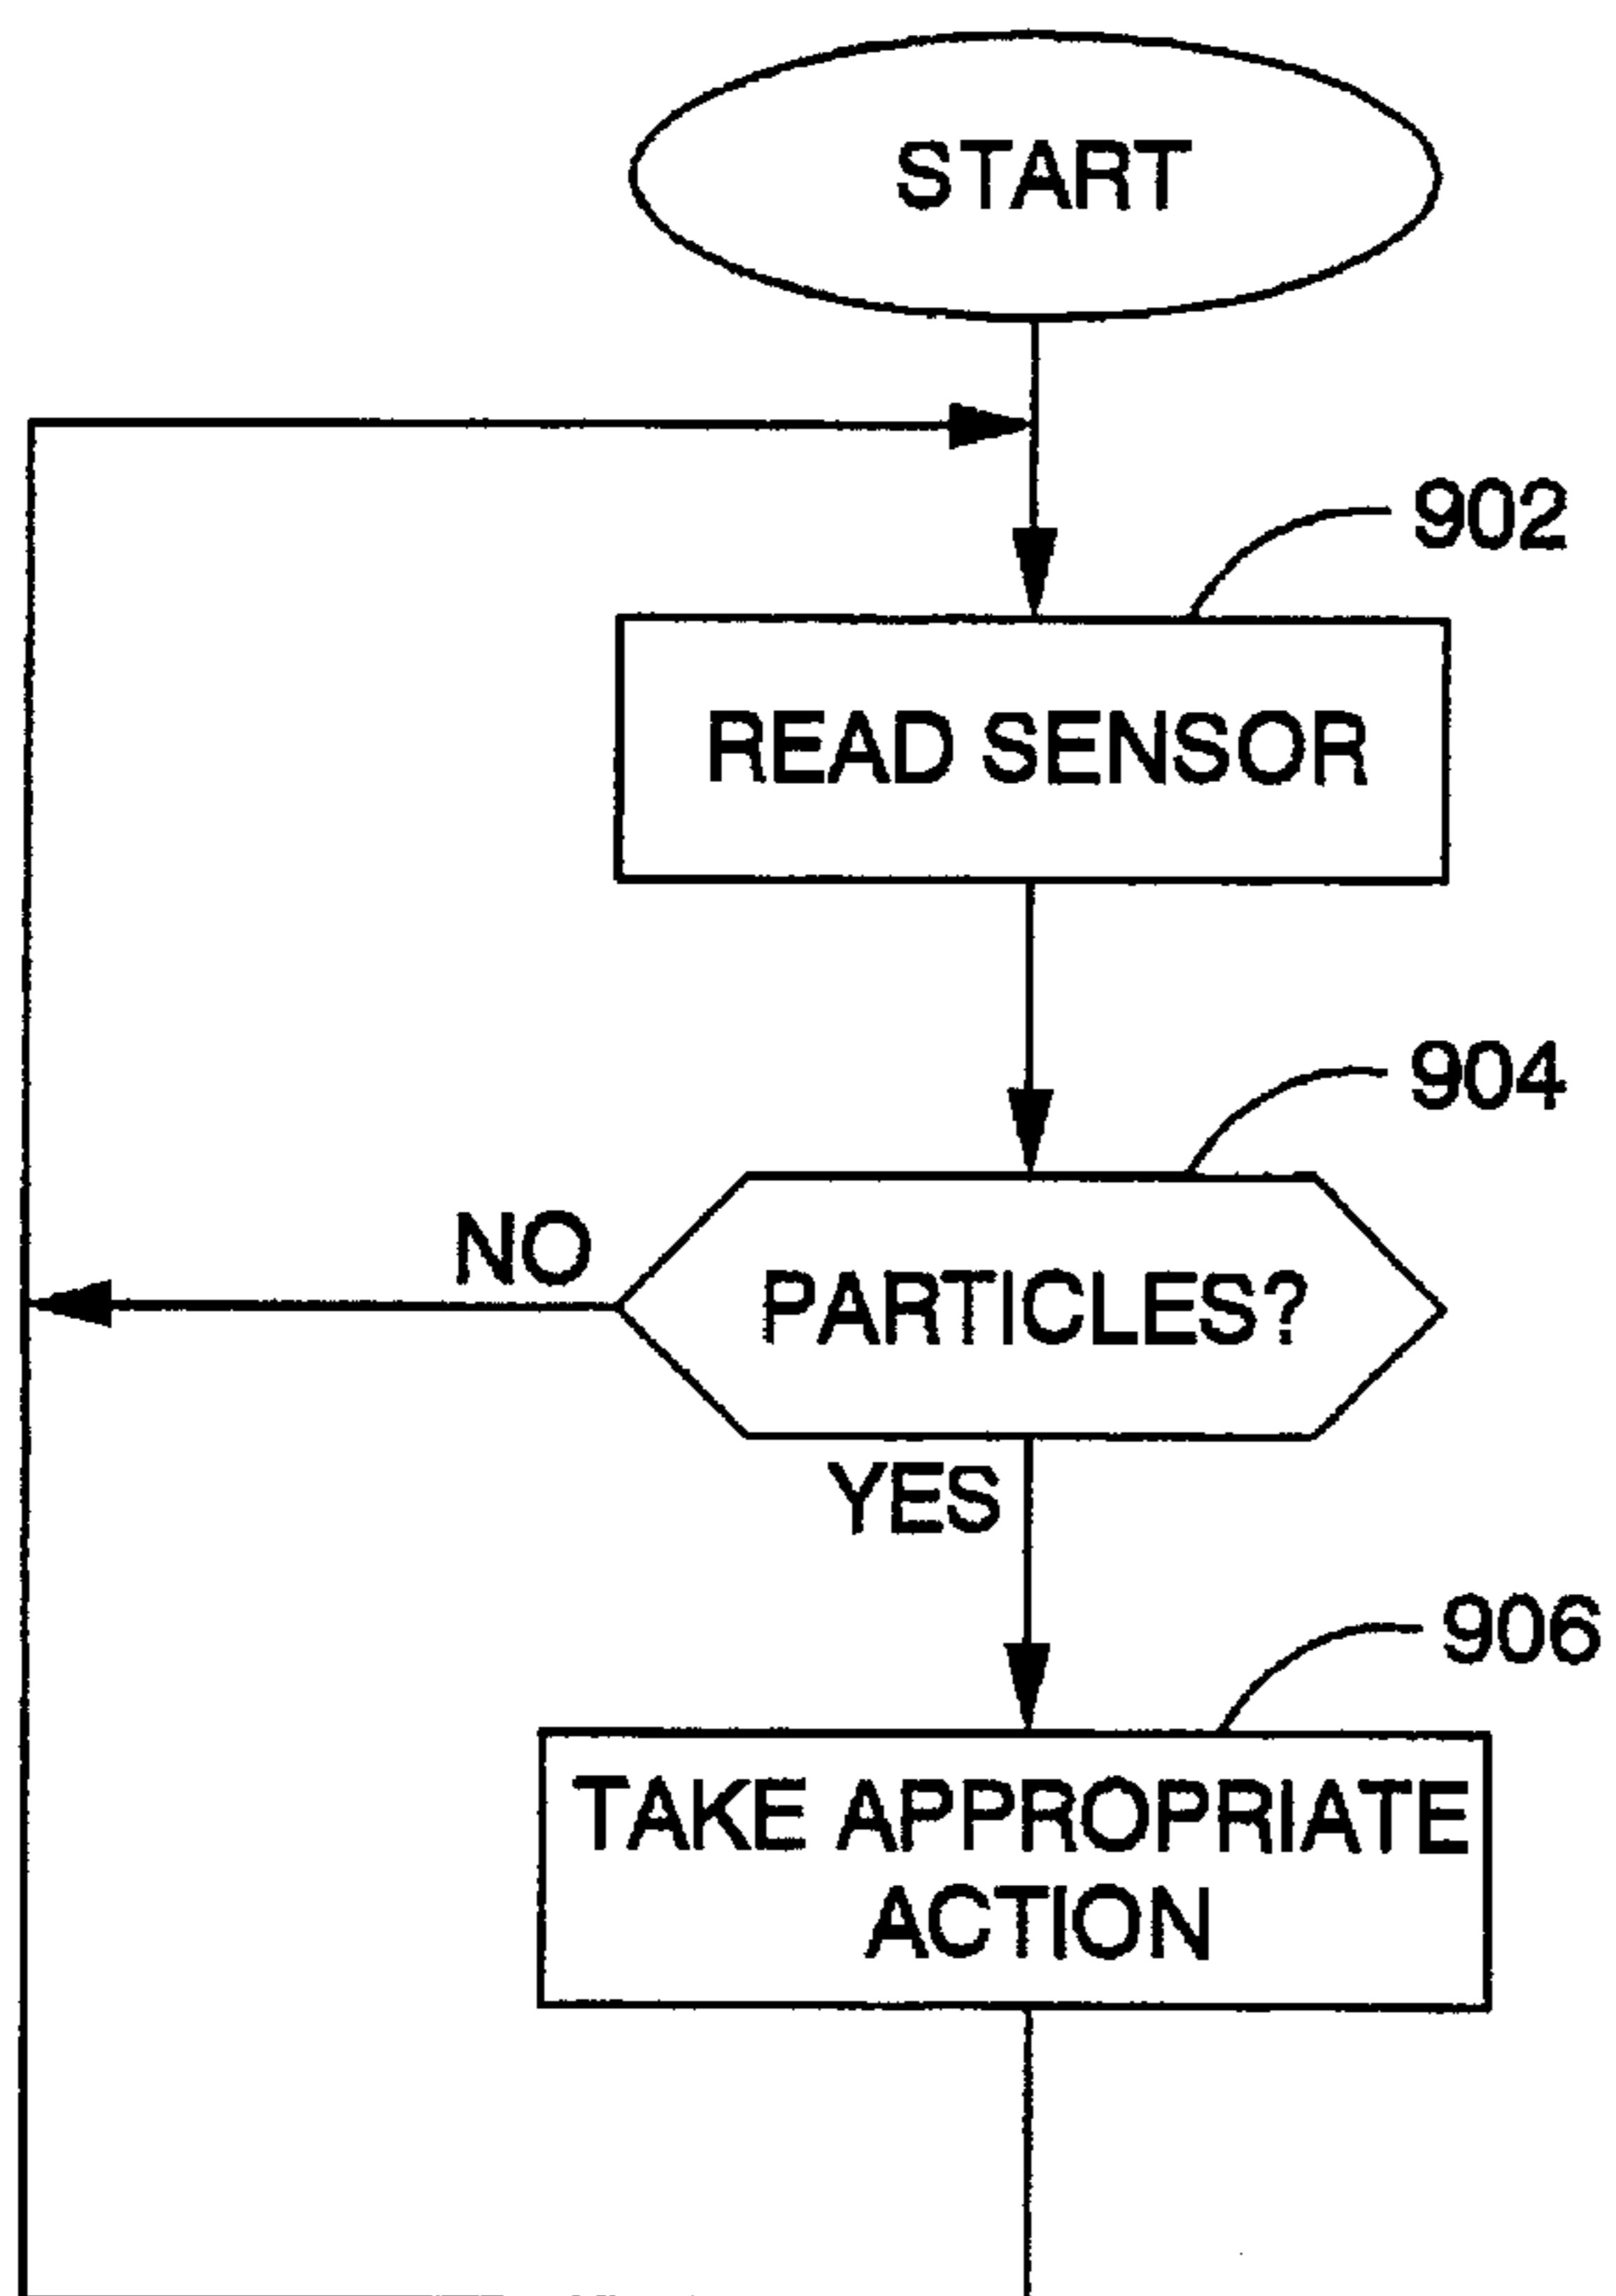 START
902
READ SENSOR
904
NO
PARTICLES?
YES
906
TAKE APPROPRIATE
ACTION